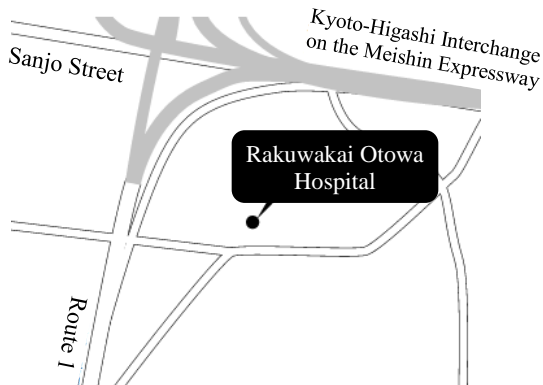 Kyoto-Higashi Interchange
on the Meishin Expressway
Sanjo Street
Rakuwakai Otowa
Hospital
Route 1